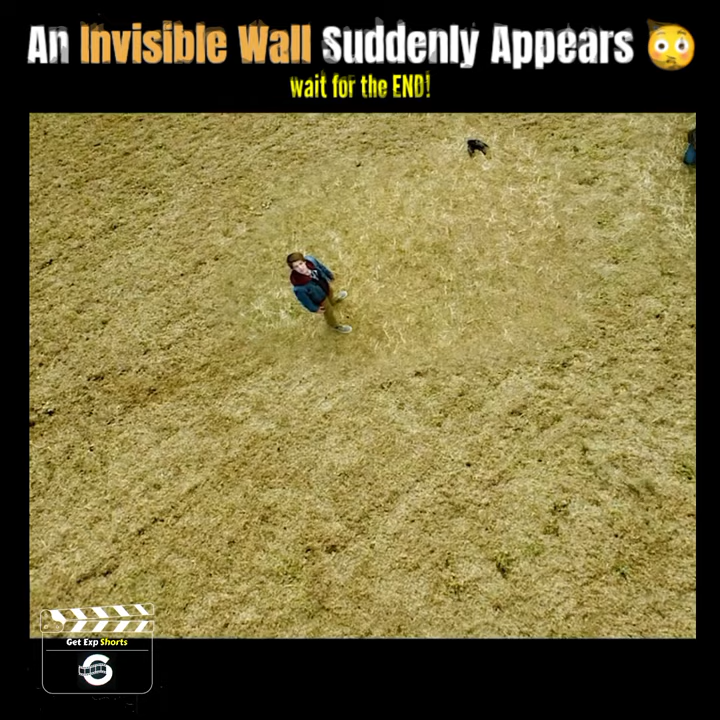 An Invisible Wall Suddenly Appears 😳
wait for the END!
Get Exp Shorts